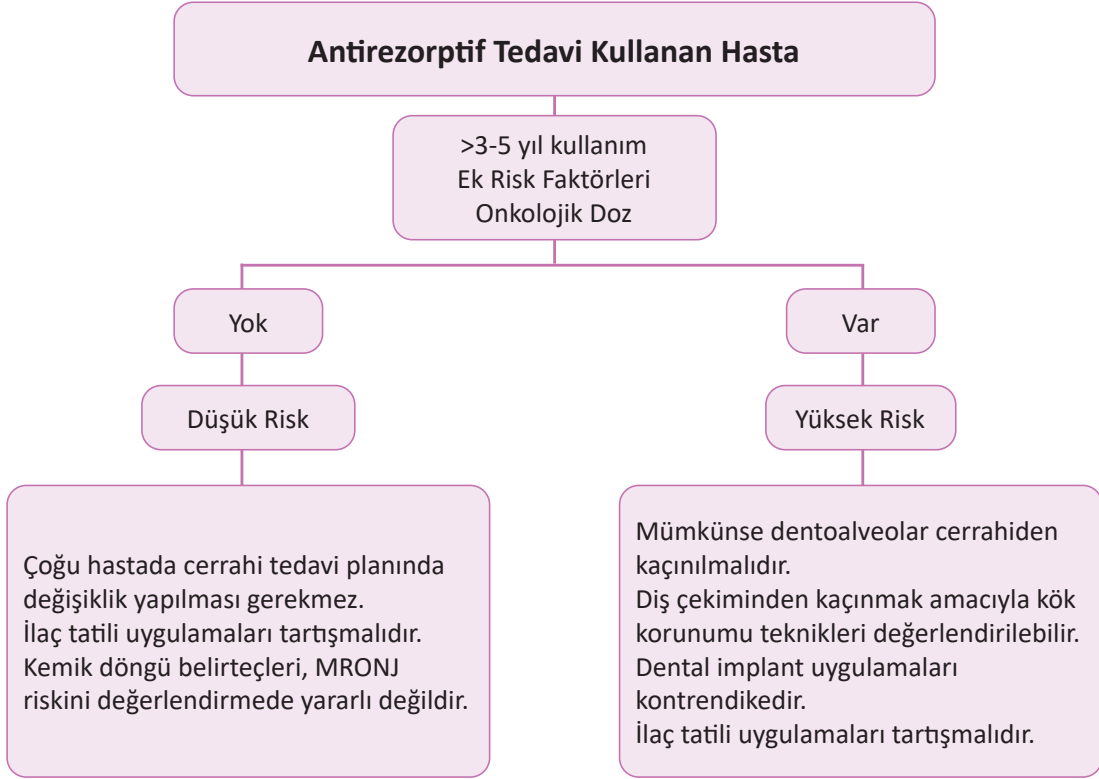 Antirezorptif Tedavi Kullanan Hasta
>3-5 yıl kullanım
Ek Risk Faktörleri
Onkolojik Doz
Yok
Var
Düşük Risk
Yüksek Risk
Çoğu hastada cerrahi tedavi planında
değişiklik yapılması gerekmez.
İlaç tatili uygulamaları tartışmalıdır.
Kemik döngü belirteçleri, MRONJ
riskini değerlendirmede yararlı değildir.
Mümkünse dentoalveolar cerrahiden
kaçınılmalıdır.
Diş çekiminden kaçınmak amacıyla kök
korunumu teknikleri değerlendirilebilir.
Dental implant uygulamaları
kontrendikedir.
İlaç tatili uygulamaları tartışmalıdır.